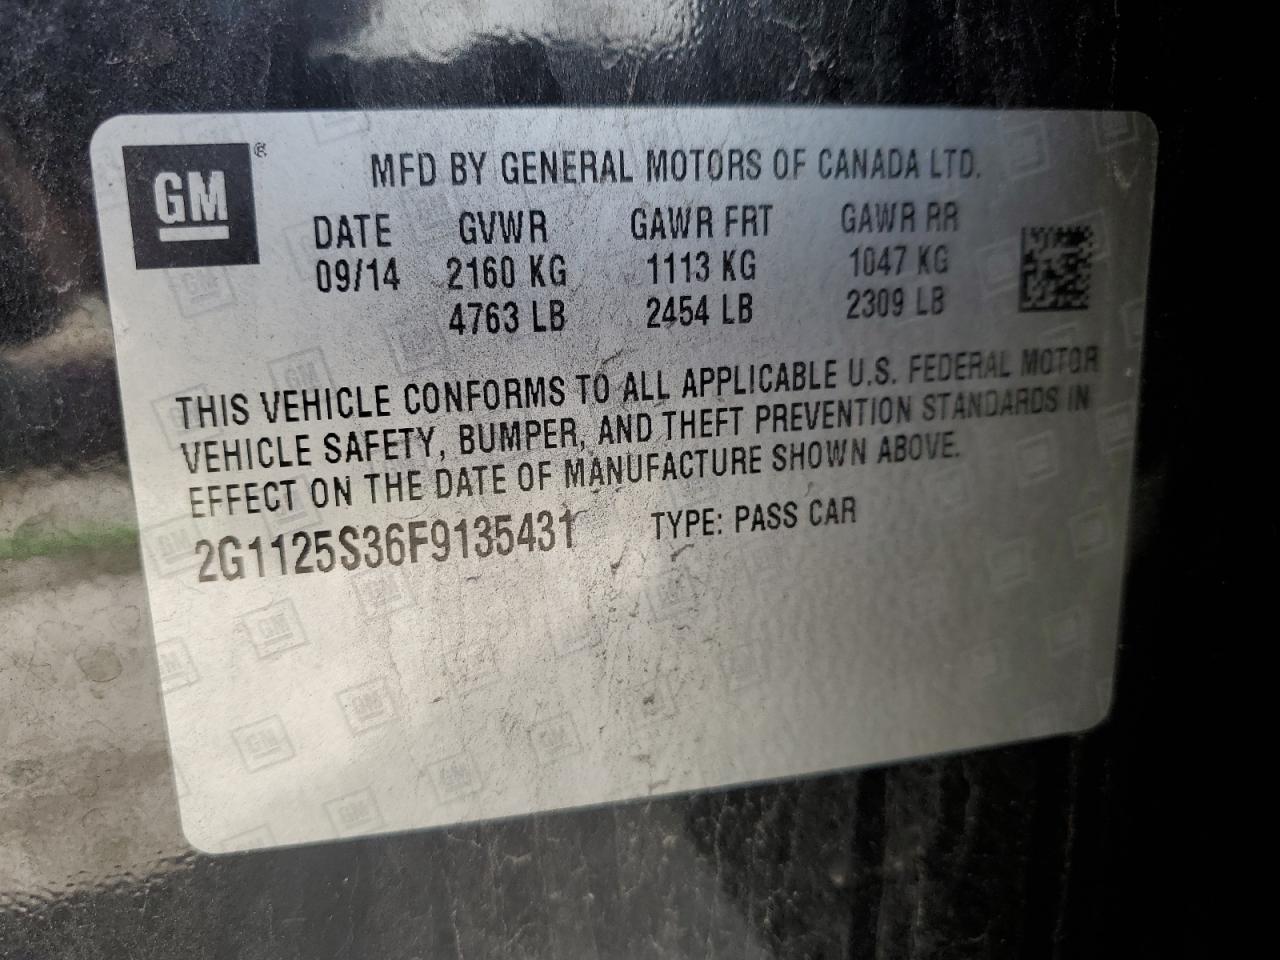 GM ®
MFD BY GENERAL MOTORS OF CANADA LTD.
DATE GVWR GAWR FRT GAWR RR
09/14 2160 KG 1113 KG 1047 KG
4763 LB 2454 LB 2309 LB
THIS VEHICLE CONFORMS TO ALL APPLICABLE U.S. FEDERAL MOTOR
VEHICLE SAFETY, BUMPER, AND THEFT PREVENTION STANDARDS IN
EFFECT ON THE DATE OF MANUFACTURE SHOWN ABOVE.
2G1125S36F9135431 TYPE: PASS CAR